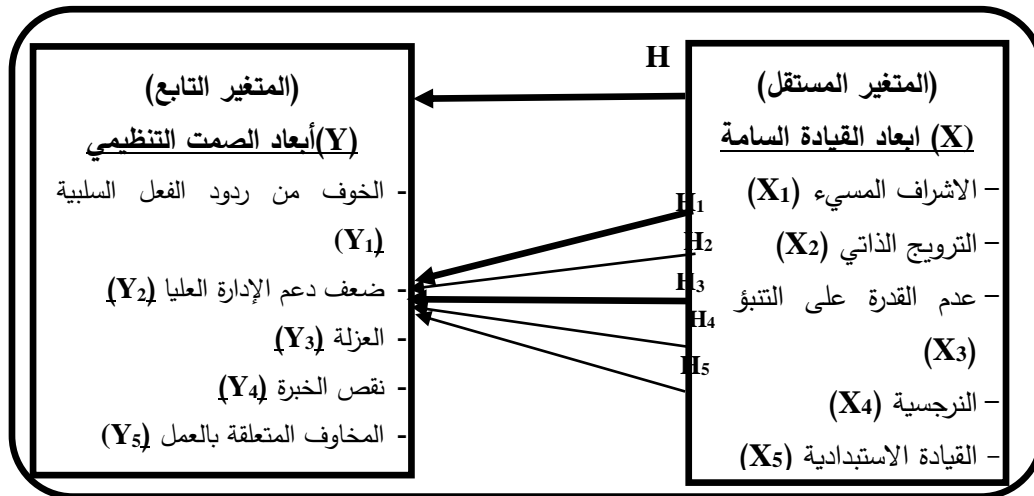 (المتغير المستقل)
(X) ابعاد القيادة السامة
- الاشراف المسيء (X1)
- الترويج الذاتي (X2)
- عدم القدرة على التنبؤ
(X3)
- النرجسية (X4)
- القيادة الاستبدادية (X5)
H
H1
H2
H3
H4
H5
(المتغير التابع)
(Y)أبعاد الصمت التنظيمي
- الخوف من ردود الفعل السلبية
(Y1)
- ضعف دعم الإدارة العليا (Y2)
- العزلة (Y3)
- نقص الخبرة (Y4)
- المخاوف المتعلقة بالعمل (Y5)